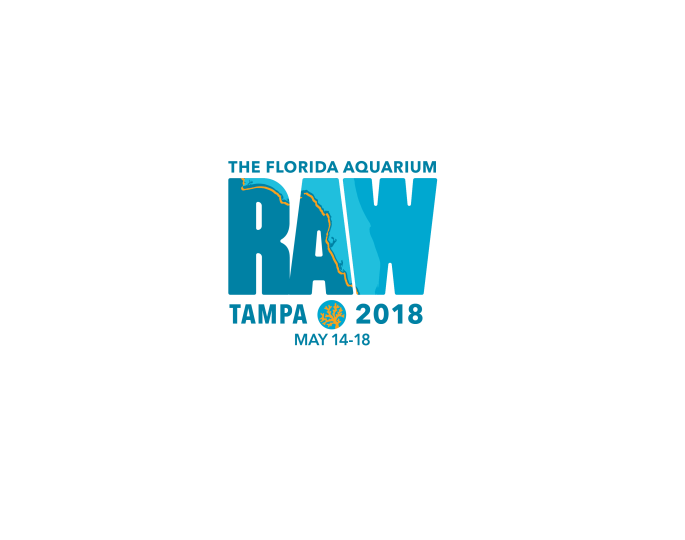 THE FLORIDA AQUARIUM
RAW
TAMPA 2018
MAY 14-18